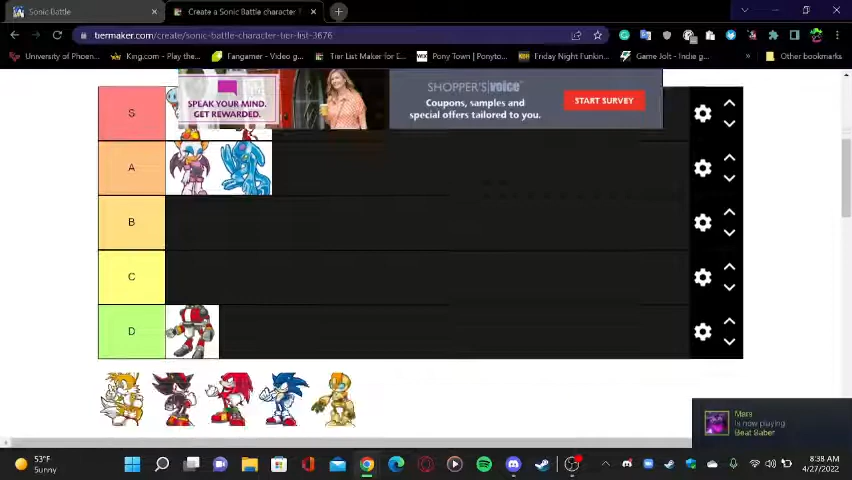 Sonic Battle
Create a Sonic Battle character
tiermaker.com/create/sonic-battle-character-tier-list-3676
University of Phoen...
King.com - Play the...
Fangamer - Video g...
Tier List Maker for E...
WIX
Pony Town | Ponyto...
Friday Night Funkin...
Game Jolt - Indie g...
Other bookmarks
SPEAK YOUR MIND.
GET REWARDED.
SHOPPER'S VOICE
Coupons, samples and
special offers tailored to you.
START SURVEY
S
A
B
C
D
Mara
is now playing
Beat Saber
53°F
Sunny
8:38 AM
4/27/2022